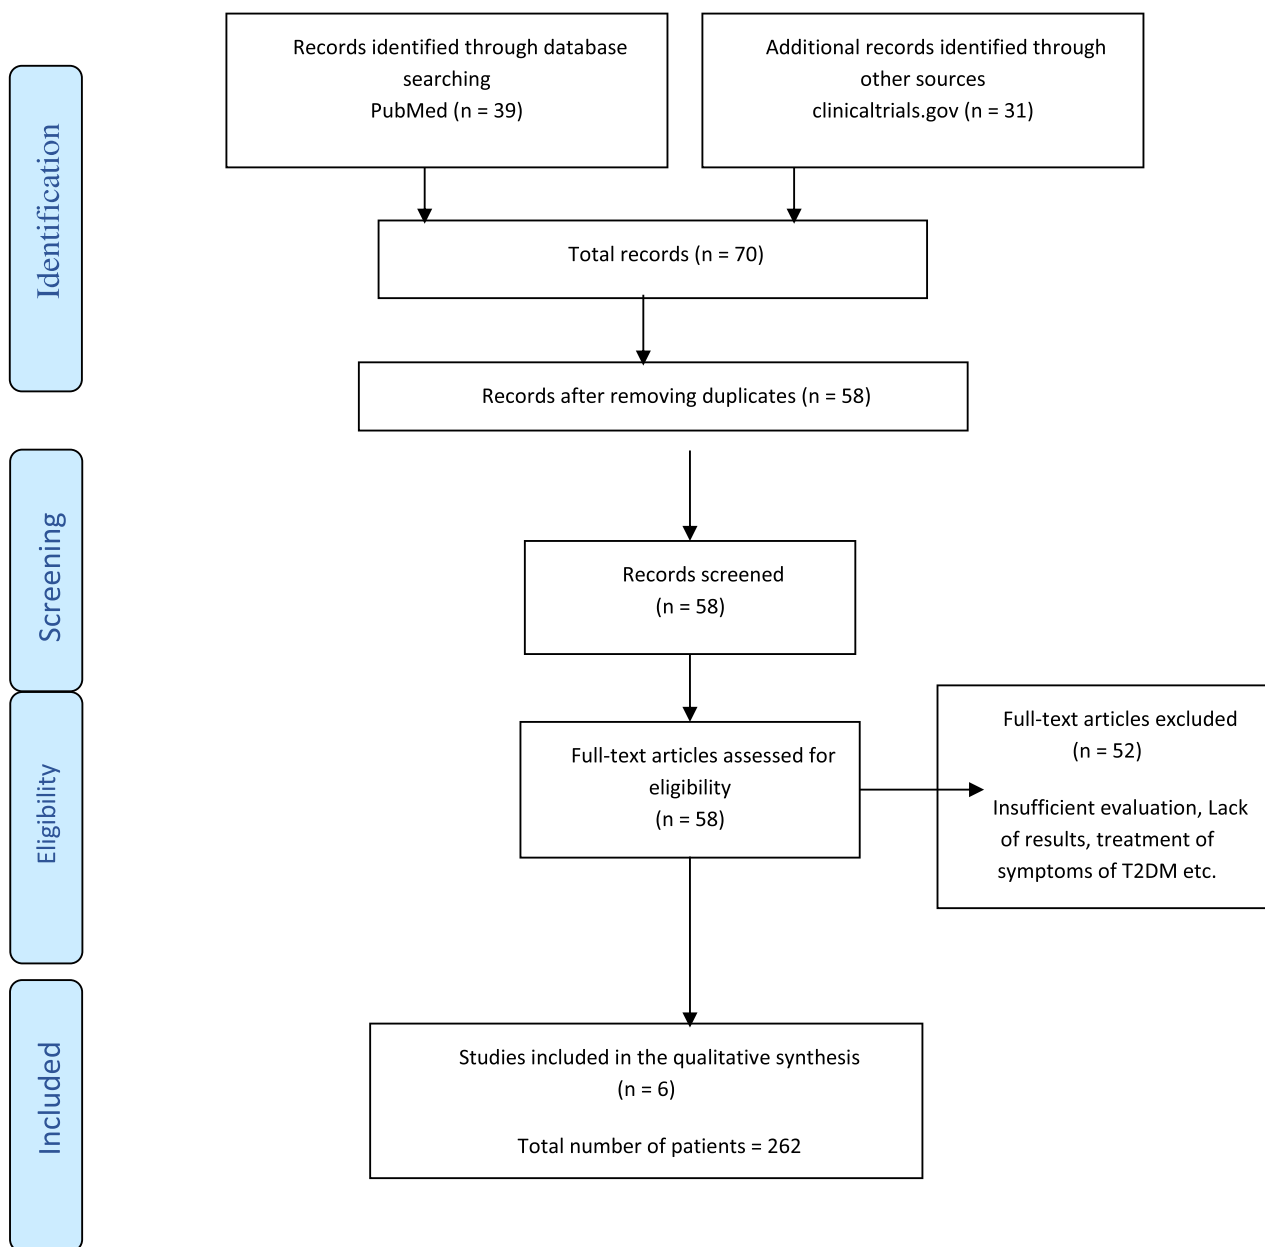 Records identified through database
searching
PubMed (n = 39)
Additional records identified through
other sources
clinicaltrials.gov (n = 31)
Identification
Total records (n = 70)
Records after removing duplicates (n = 58)
Screening
Records screened
(n = 58)
Eligibility
Full-text articles assessed for
eligibility
(n = 58)
Full-text articles excluded
(n = 52)
Insufficient evaluation, Lack
of results, treatment of
symptoms of T2DM etc.
Included
Studies included in the qualitative synthesis
(n = 6)
Total number of patients = 262